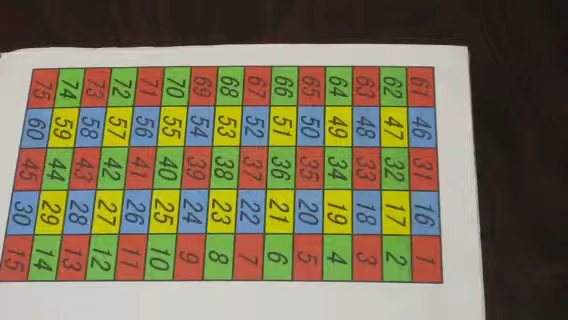 1 16 31 46 61
2 17 32 47 62
3 18 33 48 63
4 19 34 49 64
5 20 35 50 65
6 21 36 51 66
7 22 37 52 67
8 23 38 53 68
9 24 39 54 69
10 25 40 55 70
11 26 41 56 71
12 27 42 57 72
13 28 43 58 73
14 29 44 59 74
15 30 45 60 75